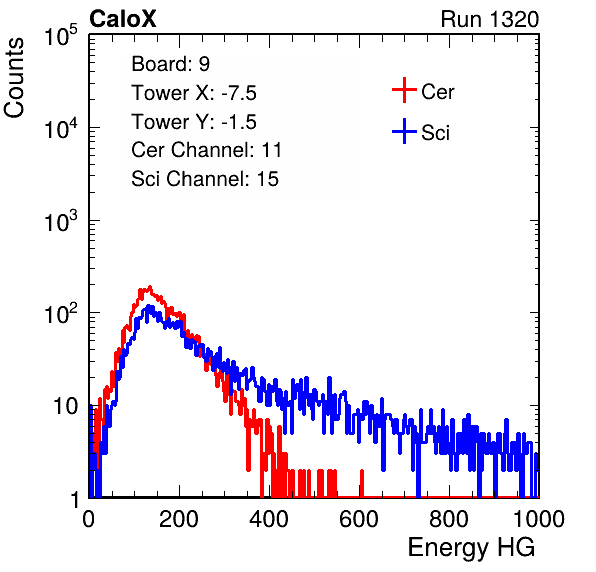 CaloX Run 1320
Counts
10^5
10^4
10^3
10^2
10
1
Board: 9
Tower X: -7.5
Tower Y: -1.5
Cer Channel: 11
Sci Channel: 15
Cer
Sci
0 200 400 600 800 1000
Energy HG